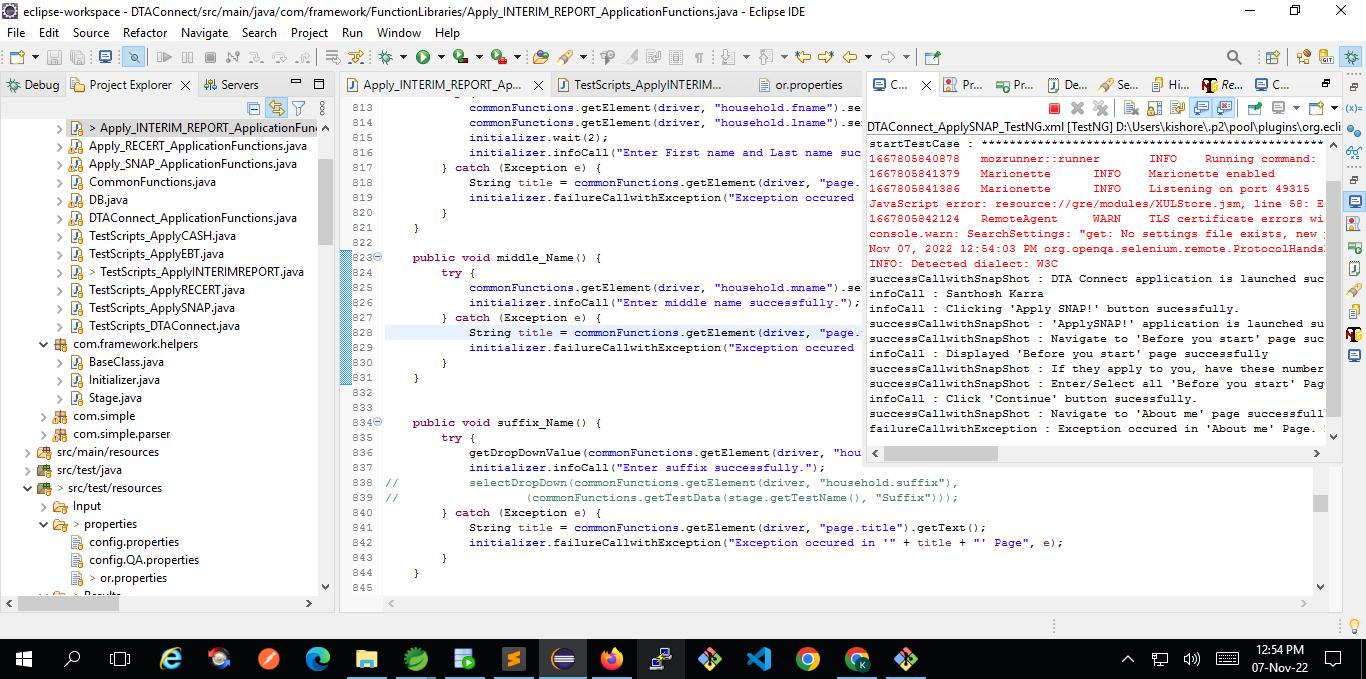 eclipse-workspace - DTAConnect/src/main/java/com/framework/FunctionLibraries/Apply_INTERIM_REPORT_ApplicationFunctions.java - Eclipse IDE
File Edit Source Refactor Navigate Search Project Run Window Help
Debug Project Explorer Servers
> Apply_INTERIM_REPORT_ApplicationFun
Apply_RECERT_ApplicationFunctions.java
Apply_SNAP_ApplicationFunctions.java
CommonFunctions.java
DB.java
DTAConnect_ApplicationFunctions.java
TestScripts_ApplyCASH.java
TestScripts_ApplyEBT.java
> TestScripts_ApplyINTERIMREPORT.java
TestScripts_ApplyRECERT.java
TestScripts_ApplySNAP.java
TestScripts_DTAConnect.java
com.framework.helpers
BaseClass.java
Initializer.java
Stage.java
com.simple
com.simple.parser
src/main/resources
src/test/java
> src/test/resources
Input
> properties
config.properties
config.QA.properties
> or.properties
Apply_INTERIM_REPORT_Ap... TestScripts_ApplyINTERIM... or.properties
813 commonFunctions.getElement(driver, "household.fname").se
814 commonFunctions.getElement(driver, "household.lname").se
815 initializer.wait(2);
816 initializer.infoCall("Enter First name and Last name suc
817 } catch (Exception e) {
818 String title = commonFunctions.getElement(driver, "page.
819 initializer.failureCallwithException("Exception occured
820 }
821 }
822
823 public void middle_Name() {
824 try {
825 commonFunctions.getElement(driver, "household.mname").se
826 initializer.infoCall("Enter middle name successfully.");
827 } catch (Exception e) {
828 String title = commonFunctions.getElement(driver, "page.
829 initializer.failureCallwithException("Exception occured
830 }
831 }
832
833
834 public void suffix_Name() {
835 try {
836 getDropDownValue(commonFunctions.getElement(driver, "hou
837 initializer.infoCall("Enter suffix successfully.");
838 // selectDropDown(commonFunctions.getElement(driver, "household.suffix"),
839 // (commonFunctions.getTestData(stage.getTestName(), "Suffix")));
840 } catch (Exception e) {
841 String title = commonFunctions.getElement(driver, "page.title").getText();
842 initializer.failureCallwithException("Exception occured in '" + title + "' Page", e);
843 }
844 }
845
C... Pr... Pr... De... Se... Hi... Re... C...
DTAConnect_ApplySNAP_TestNG.xml [TestNG] D:\Users\kishore\.p2\pool\plugins\org.ecli
startTestCase : **************************************************
1667805840878 mozrunner::runner INFO Running command:
1667805841379 Marionette INFO Marionette enabled
1667805841386 Marionette INFO Listening on port 49315
JavaScript error: resource://gre/modules/XULStore.jsm, line 58: E
1667805842124 RemoteAgent WARN TLS certificate errors wi
console.warn: SearchSettings: "get: No settings file exists, new
Nov 07, 2022 12:54:03 PM org.openqa.selenium.remote.ProtocolHands
INFO: Detected dialect: W3C
successCallwithSnapShot : DTA Connect application is launched suc
infoCall : Santhosh Karra
infoCall : Clicking 'Apply SNAP!' button sucessfully.
successCallwithSnapShot : 'ApplySNAP!' application is launched su
successCallwithSnapShot : Navigate to 'Before you start' page suc
infoCall : Displayed 'Before you start' page successfully
successCallwithSnapShot : If they apply to you, have these number
successCallwithSnapShot : Enter/Select all 'Before you start' Pag
infoCall : Click 'Continue' button sucessfully.
successCallwithSnapShot : Navigate to 'About me' page successfull
failureCallwithException : Exception occured in 'About me' Page.
12:54 PM
07-Nov-22